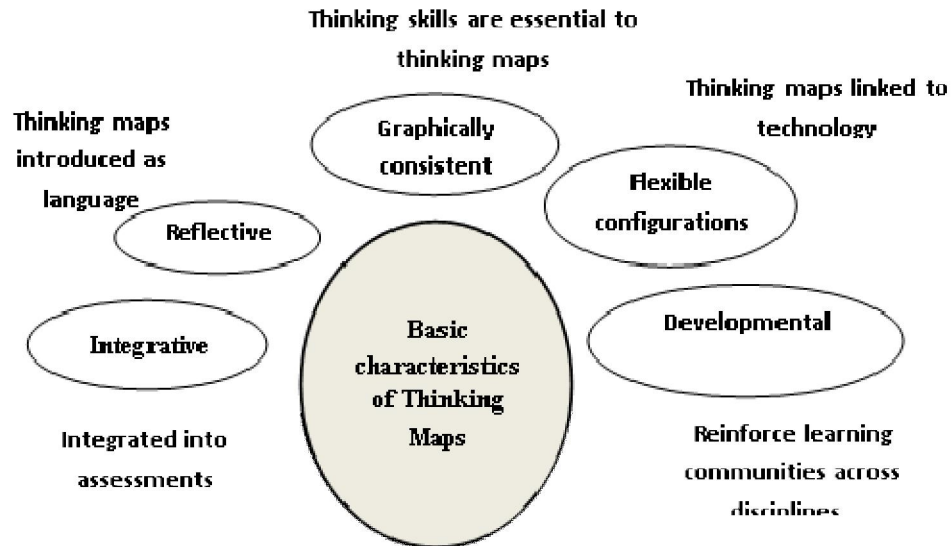 Thinking skills are essential to
thinking maps
Thinking maps linked to
technology
Thinking maps
introduced as
language
Graphically
consistent
Flexible
configurations
Reflective
Developmental
Integrative
Basic
characteristics
of Thinking
Maps
Integrated into
assessments
Reinforce learning
communities across
disciplines